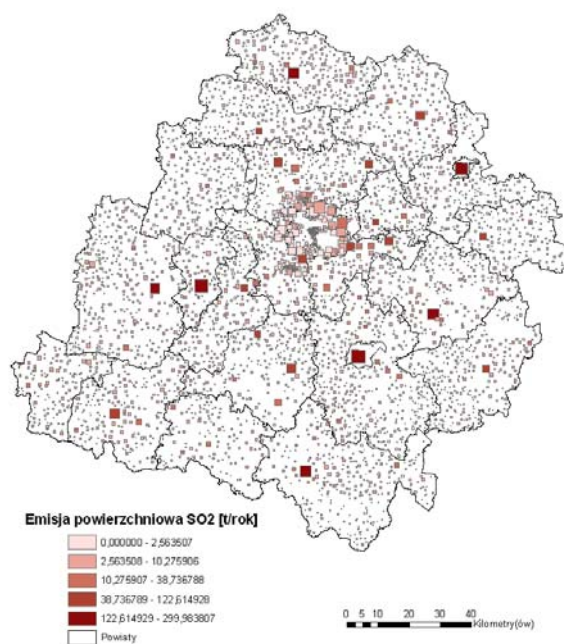 Emisja powierzchniowa SO2 [t/rok]
0,000000 - 2,563507
2,563508 - 10,275906
10,275907 - 38,736788
38,736789 - 122,614928
122,614929 - 299,983807
Powiaty
0 5 10 20 30 40
Kilometry(ów)